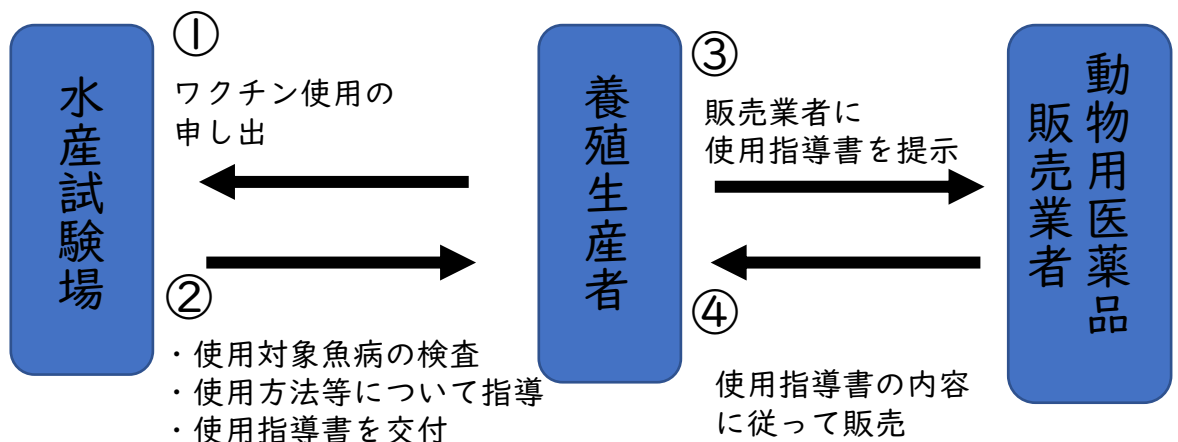 水産試験場
①
ワクチン使用の
申し出
②
・使用対象魚病の検査
・使用方法等について指導
・使用指導書を交付
養殖生産者
③
販売業者に
使用指導書を提示
④
使用指導書の内容
に従って販売
動物用医薬品
販売業者